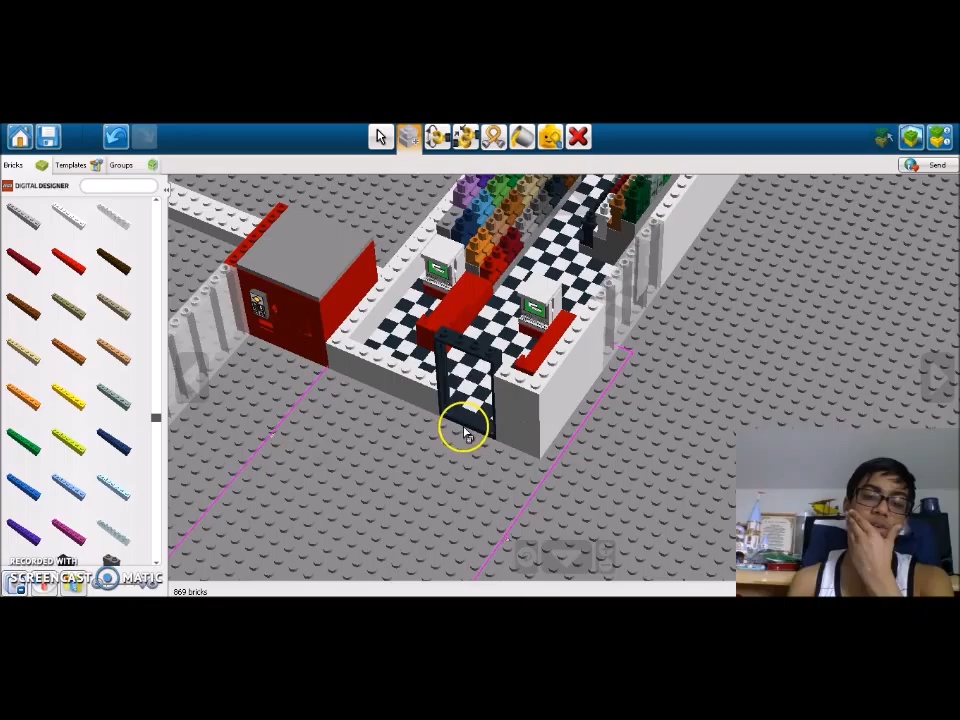 Bricks Templates Groups Send
LEGO DIGITAL DESIGNER
RECORDED WITH
SCREENCAST MATIC
869 bricks